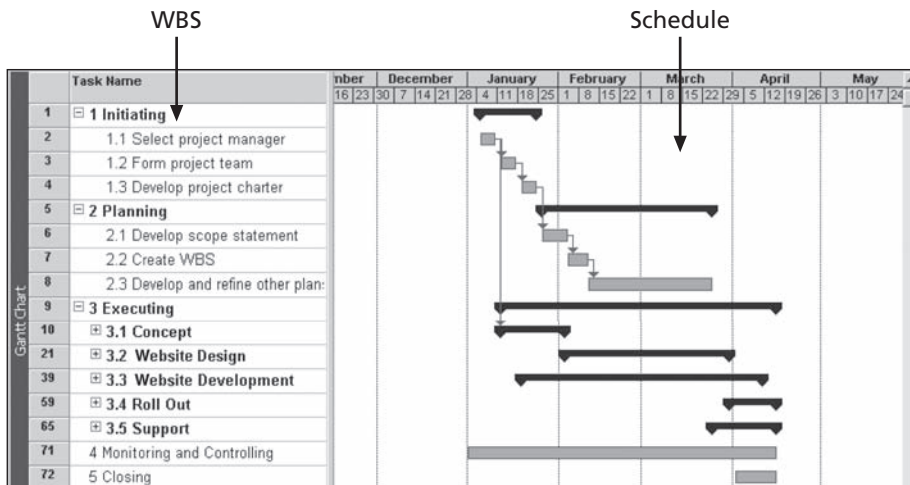 WBS Schedule
Task Name nber December January February March April May
16 23 30 7 14 21 28 4 11 18 25 1 8 15 22 1 8 15 22 29 5 12 19 26 3 10 17 24
1 1 Initiating
2 1.1 Select project manager
3 1.2 Form project team
4 1.3 Develop project charter
5 2 Planning
6 2.1 Develop scope statement
7 2.2 Create WBS
8 2.3 Develop and refine other plan
9 3 Executing
10 3.1 Concept
21 3.2 Website Design
39 3.3 Website Development
59 3.4 Roll Out
65 3.5 Support
71 4 Monitoring and Controlling
72 5 Closing
Gantt Chart